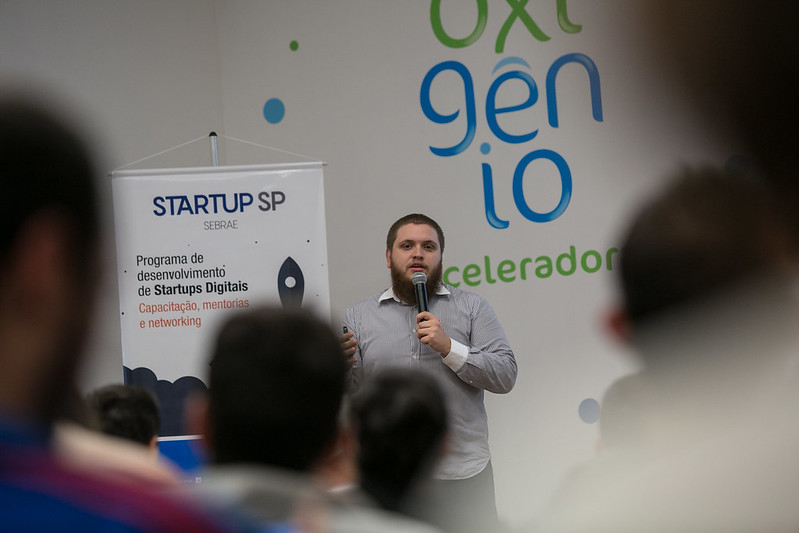 oxi
gên
io
celerador
STARTUP SP
SEBRAE
Programa de
desenvolvimento
de Startups Digitais
Capacitação, mentorias
e networking